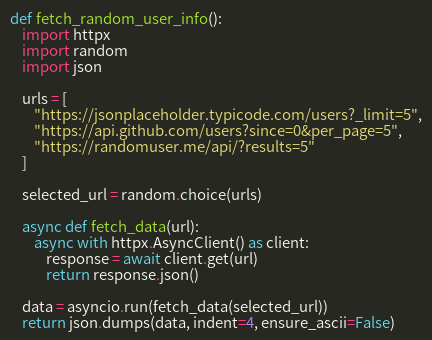 def fetch_random_user_info():
    import httpx
    import random
    import json

    urls = [
        "https://jsonplaceholder.typicode.com/users?_limit=5",
        "https://api.github.com/users?since=0&per_page=5",
        "https://randomuser.me/api/?results=5"
    ]

    selected_url = random.choice(urls)

    async def fetch_data(url):
        async with httpx.AsyncClient() as client:
            response = await client.get(url)
            return response.json()

    data = asyncio.run(fetch_data(selected_url))
    return json.dumps(data, indent=4, ensure_ascii=False)